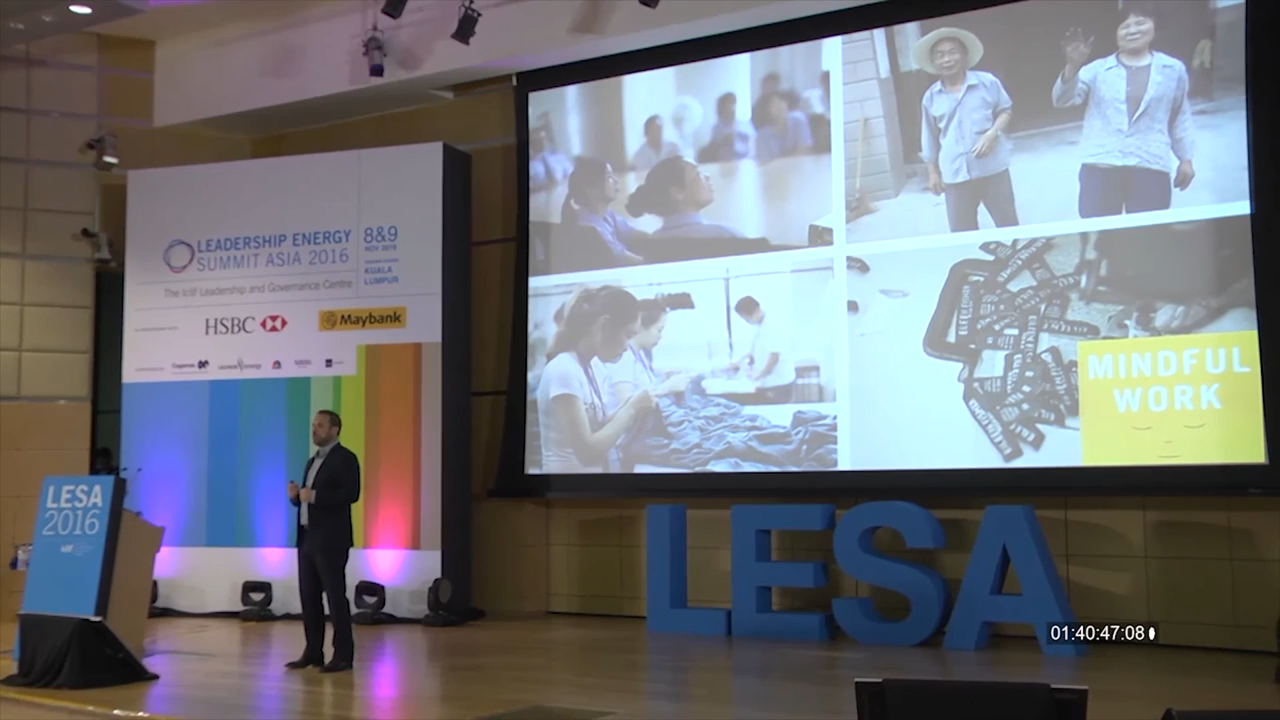 LEADERSHIP ENERGY
SUMMIT ASIA 2016
8&9
NOV 2016
KUALA
LUMPUR
The Iclif Leadership and Governance Centre
HSBC
Maybank
LESA
2016
MINDFUL
WORK
LESA
01:40:47:08